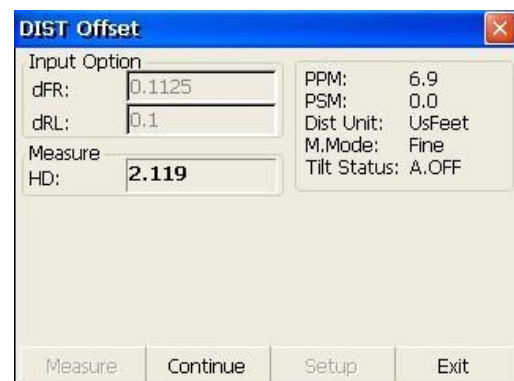 DIST Offset
Input Option
dFR: 0.1125
dRL: 0.1
Measure
HD: 2.119
PPM: 6.9
PSM: 0.0
Dist Unit: UsFeet
M.Mode: Fine
Tilt Status: A.OFF
Measure Continue Setup Exit